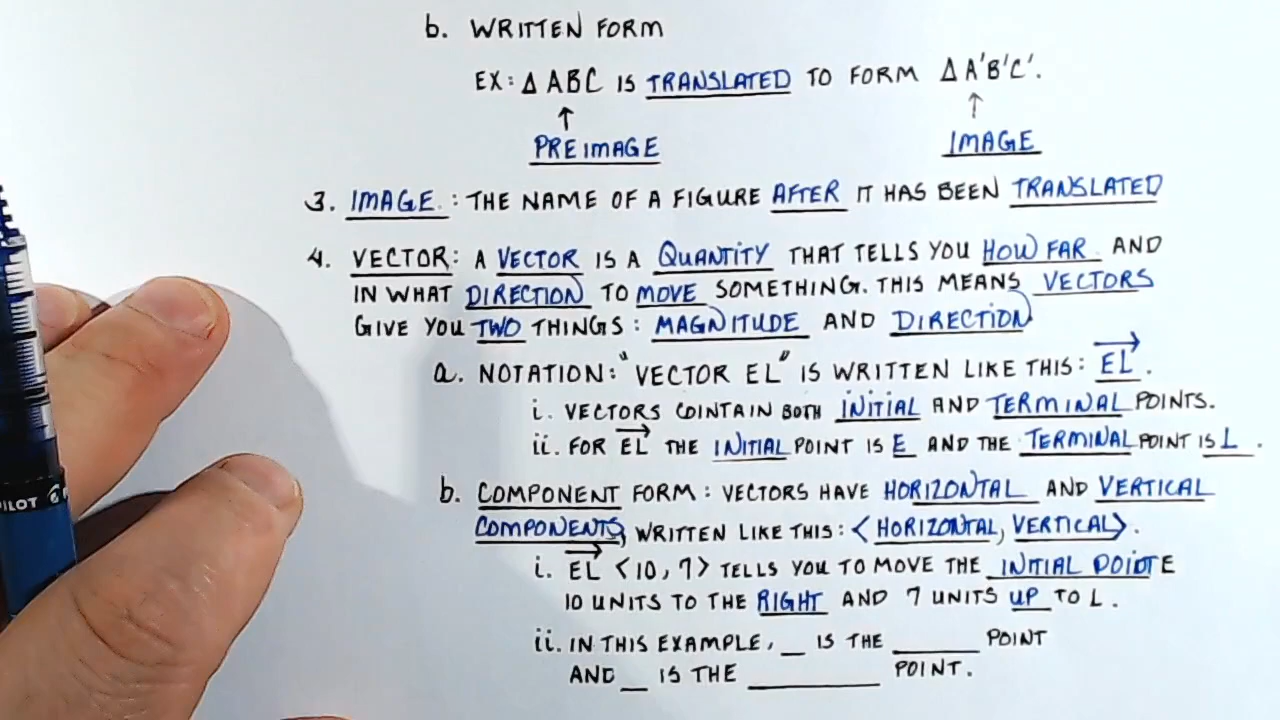 b. WRITTEN FORM
EX: Δ ABC IS TRANSLATED TO FORM Δ A'B'C'.
↑ ↑
PREIMAGE IMAGE
3. IMAGE : THE NAME OF A FIGURE AFTER IT HAS BEEN TRANSLATED
4. VECTOR: A VECTOR IS A QUANTITY THAT TELLS YOU HOW FAR AND
IN WHAT DIRECTION TO MOVE SOMETHING. THIS MEANS VECTORS
GIVE YOU TWO THINGS: MAGNITUDE AND DIRECTION
a. NOTATION: "VECTOR EL" IS WRITTEN LIKE THIS: EL→.
i. VECTORS COINTAIN BOTH INITIAL AND TERMINAL POINTS.
ii. FOR EL→ THE INITIAL POINT IS E AND THE TERMINAL POINT IS L.
b. COMPONENT FORM: VECTORS HAVE HORIZONTAL AND VERTICAL
COMPONENTS, WRITTEN LIKE THIS: <HORIZONTAL, VERTICAL>.
i. EL→ <10, 7> TELLS YOU TO MOVE THE INITIAL POINT E
10 UNITS TO THE RIGHT AND 7 UNITS UP TO L.
ii. IN THIS EXAMPLE, __ IS THE ______ POINT
AND __ IS THE _________ POINT.
PILOT